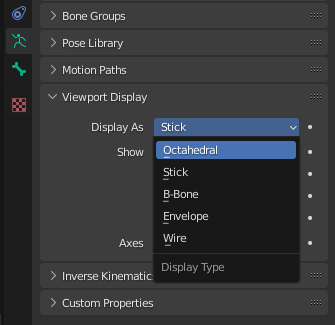 Bone Groups
Pose Library
Motion Paths
Viewport Display
Display As Stick
Show Octahedral
Stick
B-Bone
Envelope
Axes Wire
Display Type
Inverse Kinematic
Custom Properties